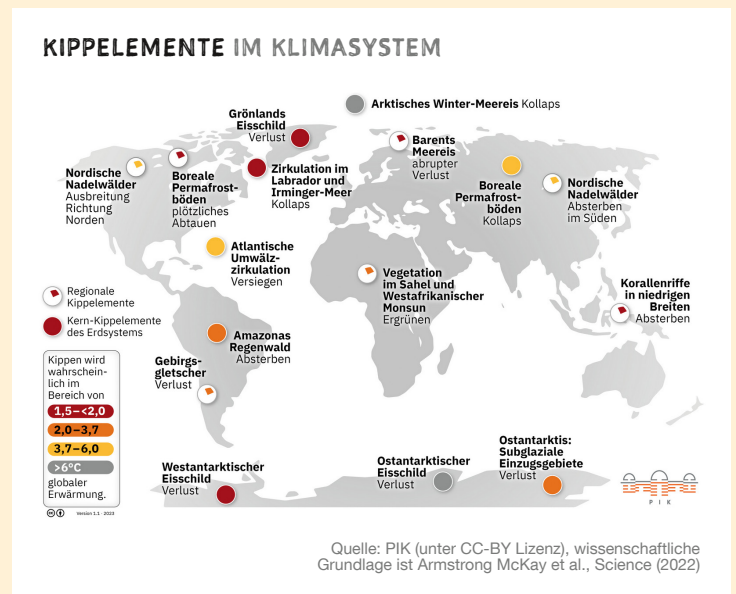 KIPPELEMENTE IM KLIMASYSTEM
Arktisches Winter-Meereis Kollaps
Grönlands
Eisschild
Verlust
Barents
Meereis
abrupter
Verlust
Nordische
Nadelwälder
Ausbreitung
Richtung
Norden
Boreale
Permafrost-
böden
plötzliches
Abtauen
Zirkulation im
Labrador und
Irminger-Meer
Kollaps
Boreale
Permafrost-
böden
Kollaps
Nordische
Nadelwälder
Absterben
im Süden
Atlantische
Umwälz-
zirkulation
Versiegen
Vegetation
im Sahel und
Westafrikanischer
Monsun
Ergrünen
Korallenriffe
in niedrigen
Breiten
Absterben
Regionale
Kippelemente
Kern-Kippelemente
des Erdsystems
Amazonas
Regenwald
Absterben
Gebirgs-
gletscher
Verlust
Kippen wird
wahrschein-
lich im
Bereich von
1,5–<2,0
2,0–3,7
3,7–6,0
>6°C
globaler
Erwärmung.
Version 1.1 - 2023
Westantarktischer
Eisschild
Verlust
Ostantarktischer
Eisschild
Verlust
Ostantarktis:
Subglaziale
Einzugsgebiete
Verlust
P I K
Quelle: PIK (unter CC-BY Lizenz), wissenschaftliche
Grundlage ist Armstrong McKay et al., Science (2022)